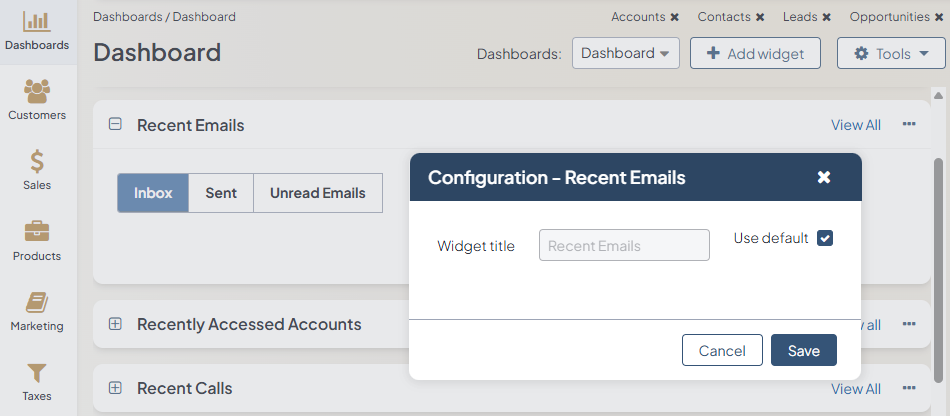 Dashboards
Customers
Sales
Products
Marketing
Taxes
Dashboards / Dashboard
Accounts ✖ Contacts ✖ Leads ✖ Opportunities ✖
Dashboard
Dashboards: Dashboard Add widget Tools
Recent Emails View All
Inbox Sent Unread Emails
Configuration - Recent Emails
Widget title Recent Emails Use default
Cancel Save
Recently Accessed Accounts all
Recent Calls View All